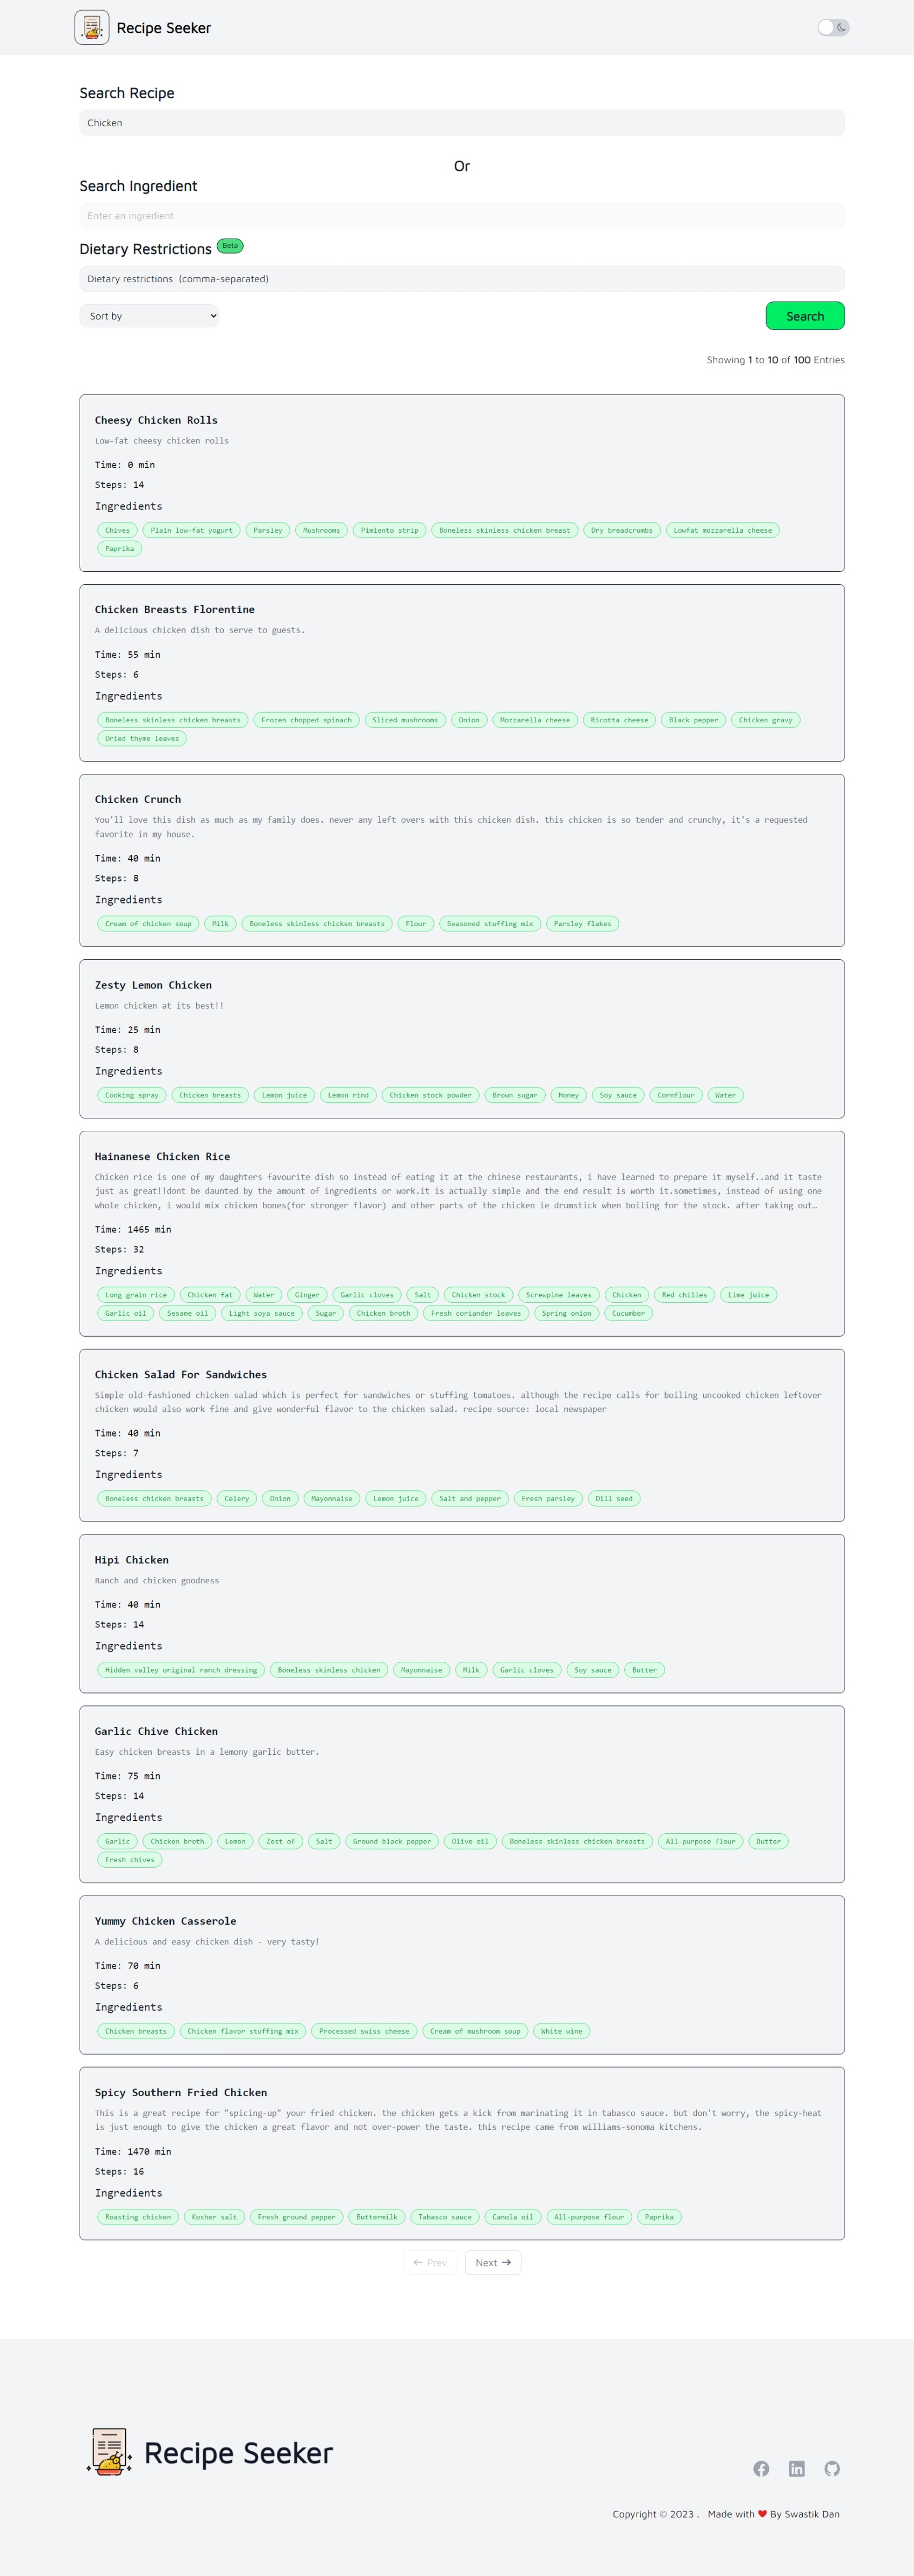 Recipe Seeker
Search Recipe
Chicken
Or
Search Ingredient
Enter an ingredient
Dietary Restrictions Beta
Dietary restrictions (comma-separated)
Sort by
Search
Showing 1 to 10 of 100 Entries
Cheesy Chicken Rolls
Low-fat cheesy chicken rolls
Time: 0 min
Steps: 14
Ingredients
Chives Plain low-fat yogurt Parsley Mushrooms Pimiento strip Boneless skinless chicken breast Dry breadcrumbs Lowfat mozzarella cheese
Paprika
Chicken Breasts Florentine
A delicious chicken dish to serve to guests.
Time: 55 min
Steps: 6
Ingredients
Boneless skinless chicken breasts Frozen chopped spinach Sliced mushrooms Onion Mozzarella cheese Ricotta cheese Black pepper Chicken gravy
Dried thyme leaves
Chicken Crunch
You'll love this dish as much as my family does. never any left overs with this chicken dish. this chicken is so tender and crunchy, it's a requested
favorite in my house.
Time: 40 min
Steps: 8
Ingredients
Cream of chicken soup Milk Boneless skinless chicken breasts Flour Seasoned stuffing mix Parsley flakes
Zesty Lemon Chicken
Lemon chicken at its best!!
Time: 25 min
Steps: 8
Ingredients
Cooking spray Chicken breasts Lemon juice Lemon rind Chicken stock powder Brown sugar Honey Soy sauce Cornflour Water
Hainanese Chicken Rice
Chicken rice is one of my daughters favourite dish so instead of eating it at the chinese restaurants, i have learned to prepare it myself..and it taste
just as great!!dont be daunted by the amount of ingredients or work.it is actually simple and the end result is worth it.sometimes, instead of using one
whole chicken, i would mix chicken bones(for stronger flavor) and other parts of the chicken ie drumstick when boiling for the stock. after taking out…
Time: 1465 min
Steps: 32
Ingredients
Long grain rice Chicken fat Water Ginger Garlic cloves Salt Chicken stock Screwpine leaves Chicken Red chilies Lime juice
Garlic oil Sesame oil Light soya sauce Sugar Chicken broth Fresh coriander leaves Spring onion Cucumber
Chicken Salad For Sandwiches
Simple old-fashioned chicken salad which is perfect for sandwiches or stuffing tomatoes. although the recipe calls for boiling uncooked chicken leftover
chicken would also work fine and give wonderful flavor to the chicken salad. recipe source: local newspaper
Time: 40 min
Steps: 7
Ingredients
Boneless chicken breasts Celery Onion Mayonnaise Lemon juice Salt and pepper Fresh parsley Dill seed
Hipi Chicken
Ranch and chicken goodness
Time: 40 min
Steps: 14
Ingredients
Hidden valley original ranch dressing Boneless skinless chicken Mayonnaise Milk Garlic cloves Soy sauce Butter
Garlic Chive Chicken
Easy chicken breasts in a lemony garlic butter.
Time: 75 min
Steps: 14
Ingredients
Garlic Chicken broth Lemon Zest of Salt Ground black pepper Olive oil Boneless skinless chicken breasts All-purpose flour Butter
Fresh chives
Yummy Chicken Casserole
A delicious and easy chicken dish - very tasty!
Time: 70 min
Steps: 6
Ingredients
Chicken breasts Chicken flavor stuffing mix Processed swiss cheese Cream of mushroom soup White wine
Spicy Southern Fried Chicken
This is a great recipe for "spicing-up" your fried chicken. the chicken gets a kick from marinating it in tabasco sauce. but don't worry, the spicy-heat
is just enough to give the chicken a great flavor and not over-power the taste. this recipe came from williams-sonoma kitchens.
Time: 1470 min
Steps: 16
Ingredients
Roasting chicken Kosher salt Fresh ground pepper Buttermilk Tabasco sauce Canola oil All-purpose flour Paprika
← Prev Next →
Recipe Seeker
Copyright © 2023 . Made with ❤ By Swastik Dan